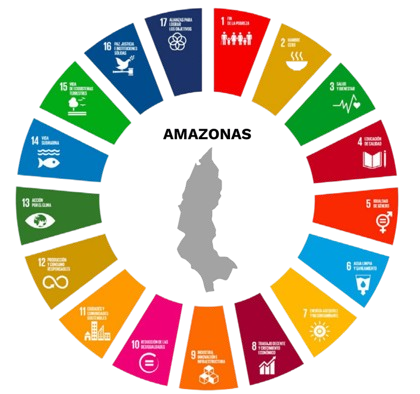 AMAZONAS
1 FIN
DE LA POBREZA
2 HAMBRE
CERO
3 SALUD
Y BIENESTAR
4 EDUCACIÓN
DE CALIDAD
5 IGUALDAD
DE GÉNERO
6 AGUA LIMPIA
Y SANEAMIENTO
7 ENERGÍA ASEQUIBLE
Y NO CONTAMINANTE
8 TRABAJO DECENTE
Y CRECIMIENTO
ECONÓMICO
9 INDUSTRIA,
INNOVACIÓN E
INFRAESTRUCTURA
10 REDUCCIÓN DE LAS
DESIGUALDADES
11 CIUDADES Y
COMUNIDADES
SOSTENIBLES
12 PRODUCCIÓN
Y CONSUMO
RESPONSABLES
13 ACCIÓN
POR EL CLIMA
14 VIDA
SUBMARINA
15 VIDA
DE ECOSISTEMAS
TERRESTRES
16 PAZ, JUSTICIA
E INSTITUCIONES
SÓLIDAS
17 ALIANZAS PARA
LOGRAR
LOS OBJETIVOS